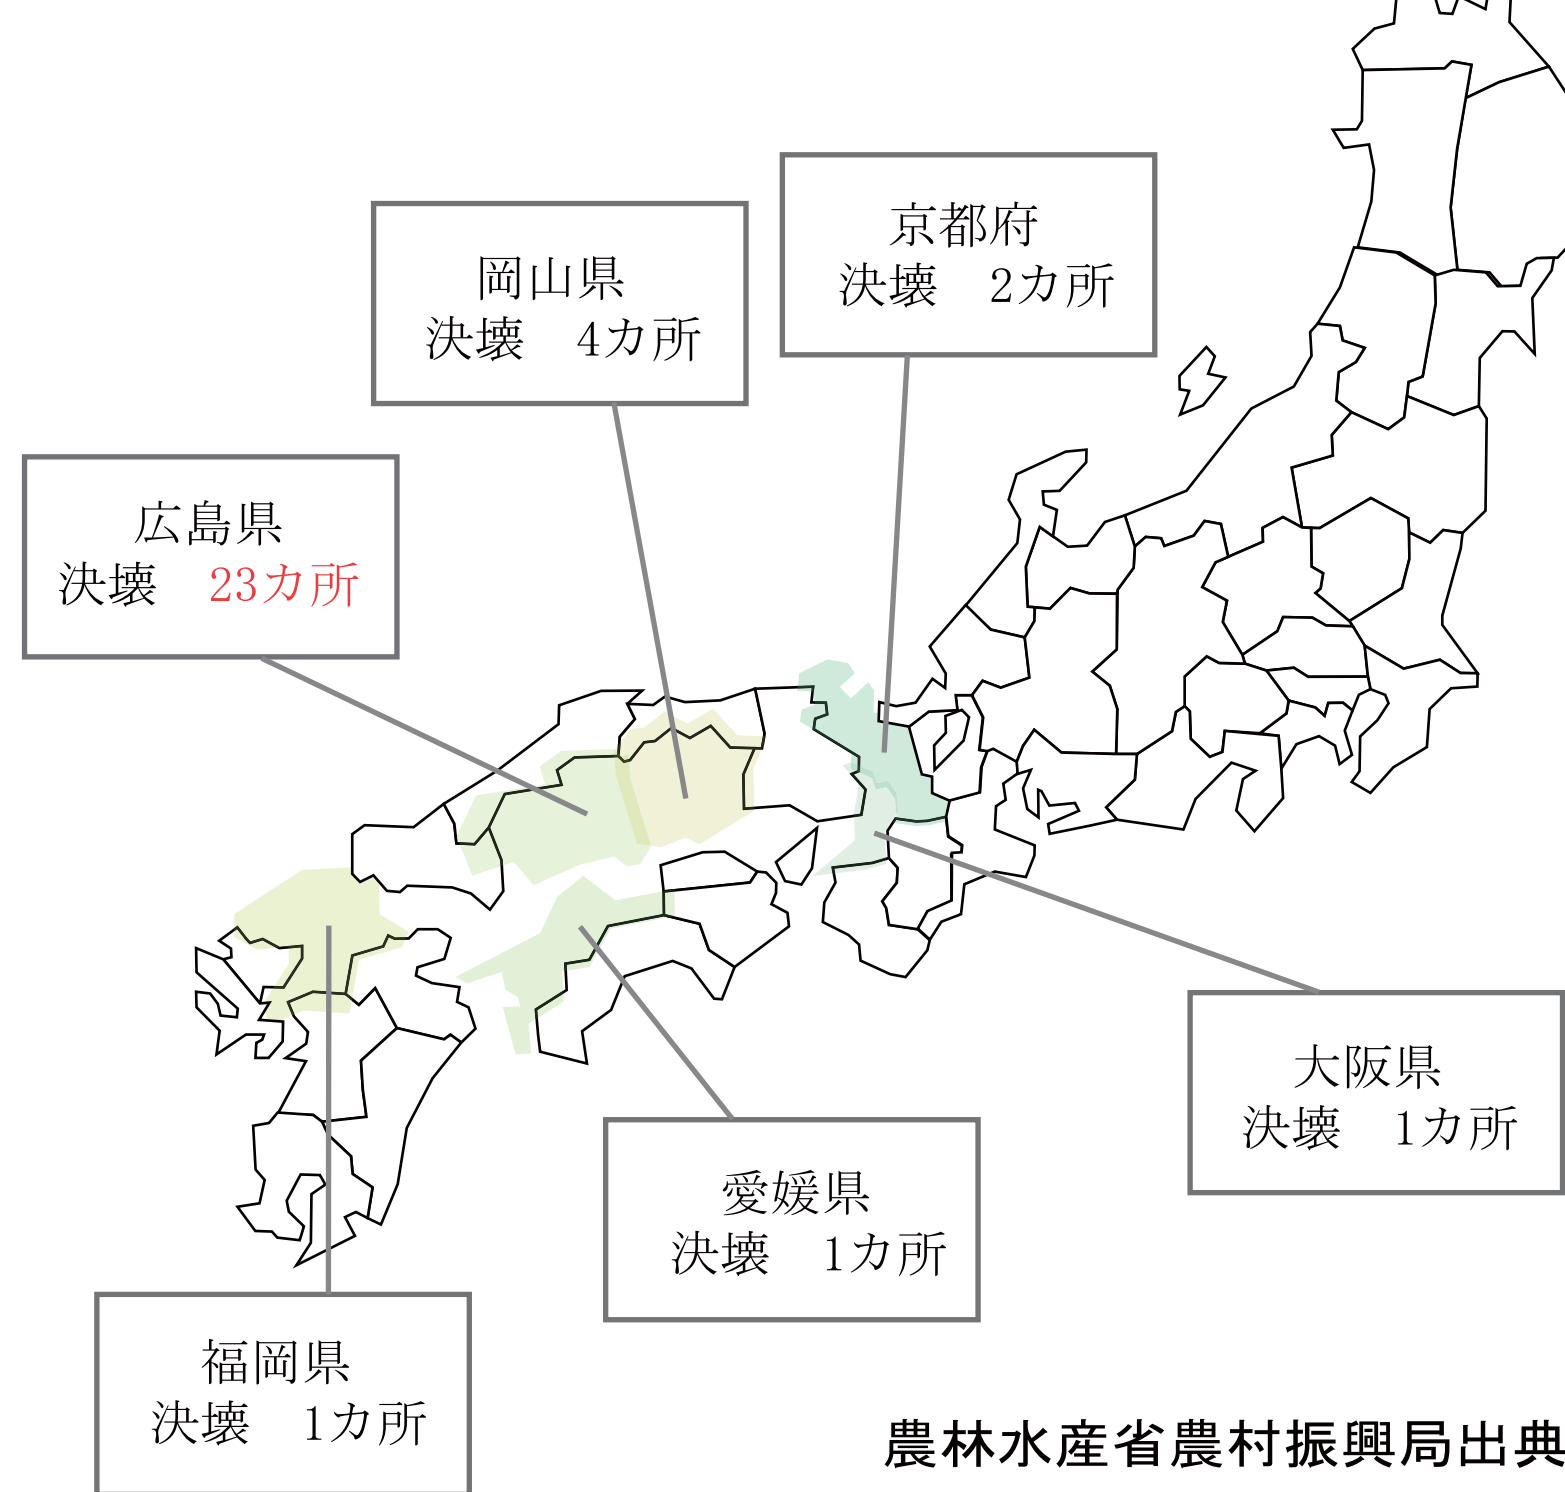 京都府
決壊　2カ所
岡山県
決壊　4カ所
広島県
決壊　23カ所
大阪県
決壊　1カ所
愛媛県
決壊　1カ所
福岡県
決壊　1カ所
農林水産省農村振興局出典